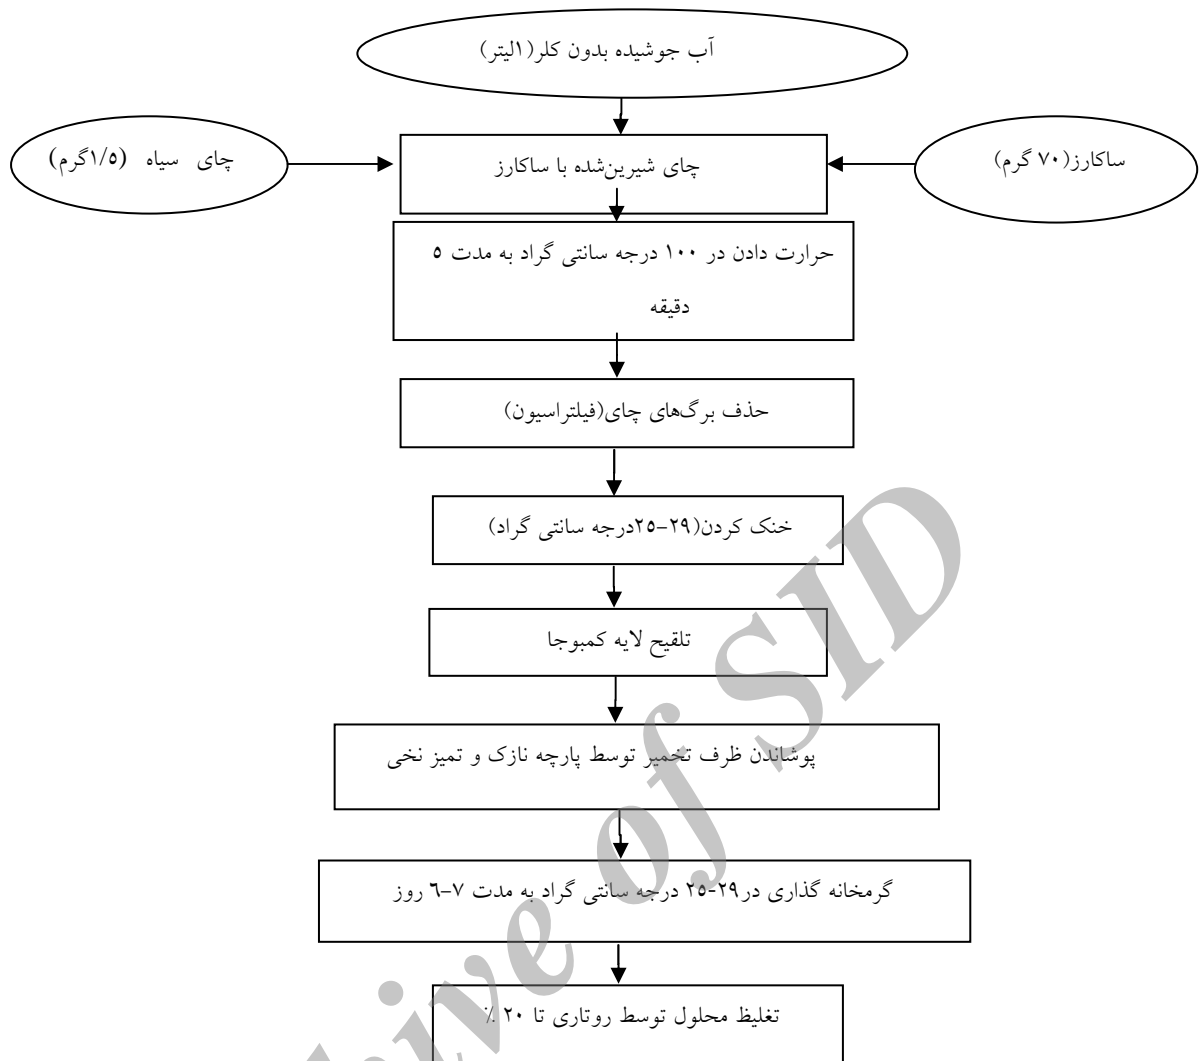 آب جوشیده بدون کلر(۱لیتر)
چای سیاه (۱/۵گرم)
چای شیرین‌شده با ساکارز
ساکارز(۷۰ گرم)
حرارت دادن در ۱۰۰ درجه سانتی گراد به مدت ۵
دقیقه
حذف برگ‌های چای(فیلتراسیون)
خنک کردن(۲۹-۲۵درجه سانتی گراد)
تلقیح لایه کمبوجا
پوشاندن ظرف تخمیر توسط پارچه نازک و تمیز نخی
گرمخانه گذاری در۲۹-۲۵ درجه سانتی گراد به مدت ۷-۶ روز
تغلیظ محلول توسط روتاری تا ۲۰ ٪
hive of SID